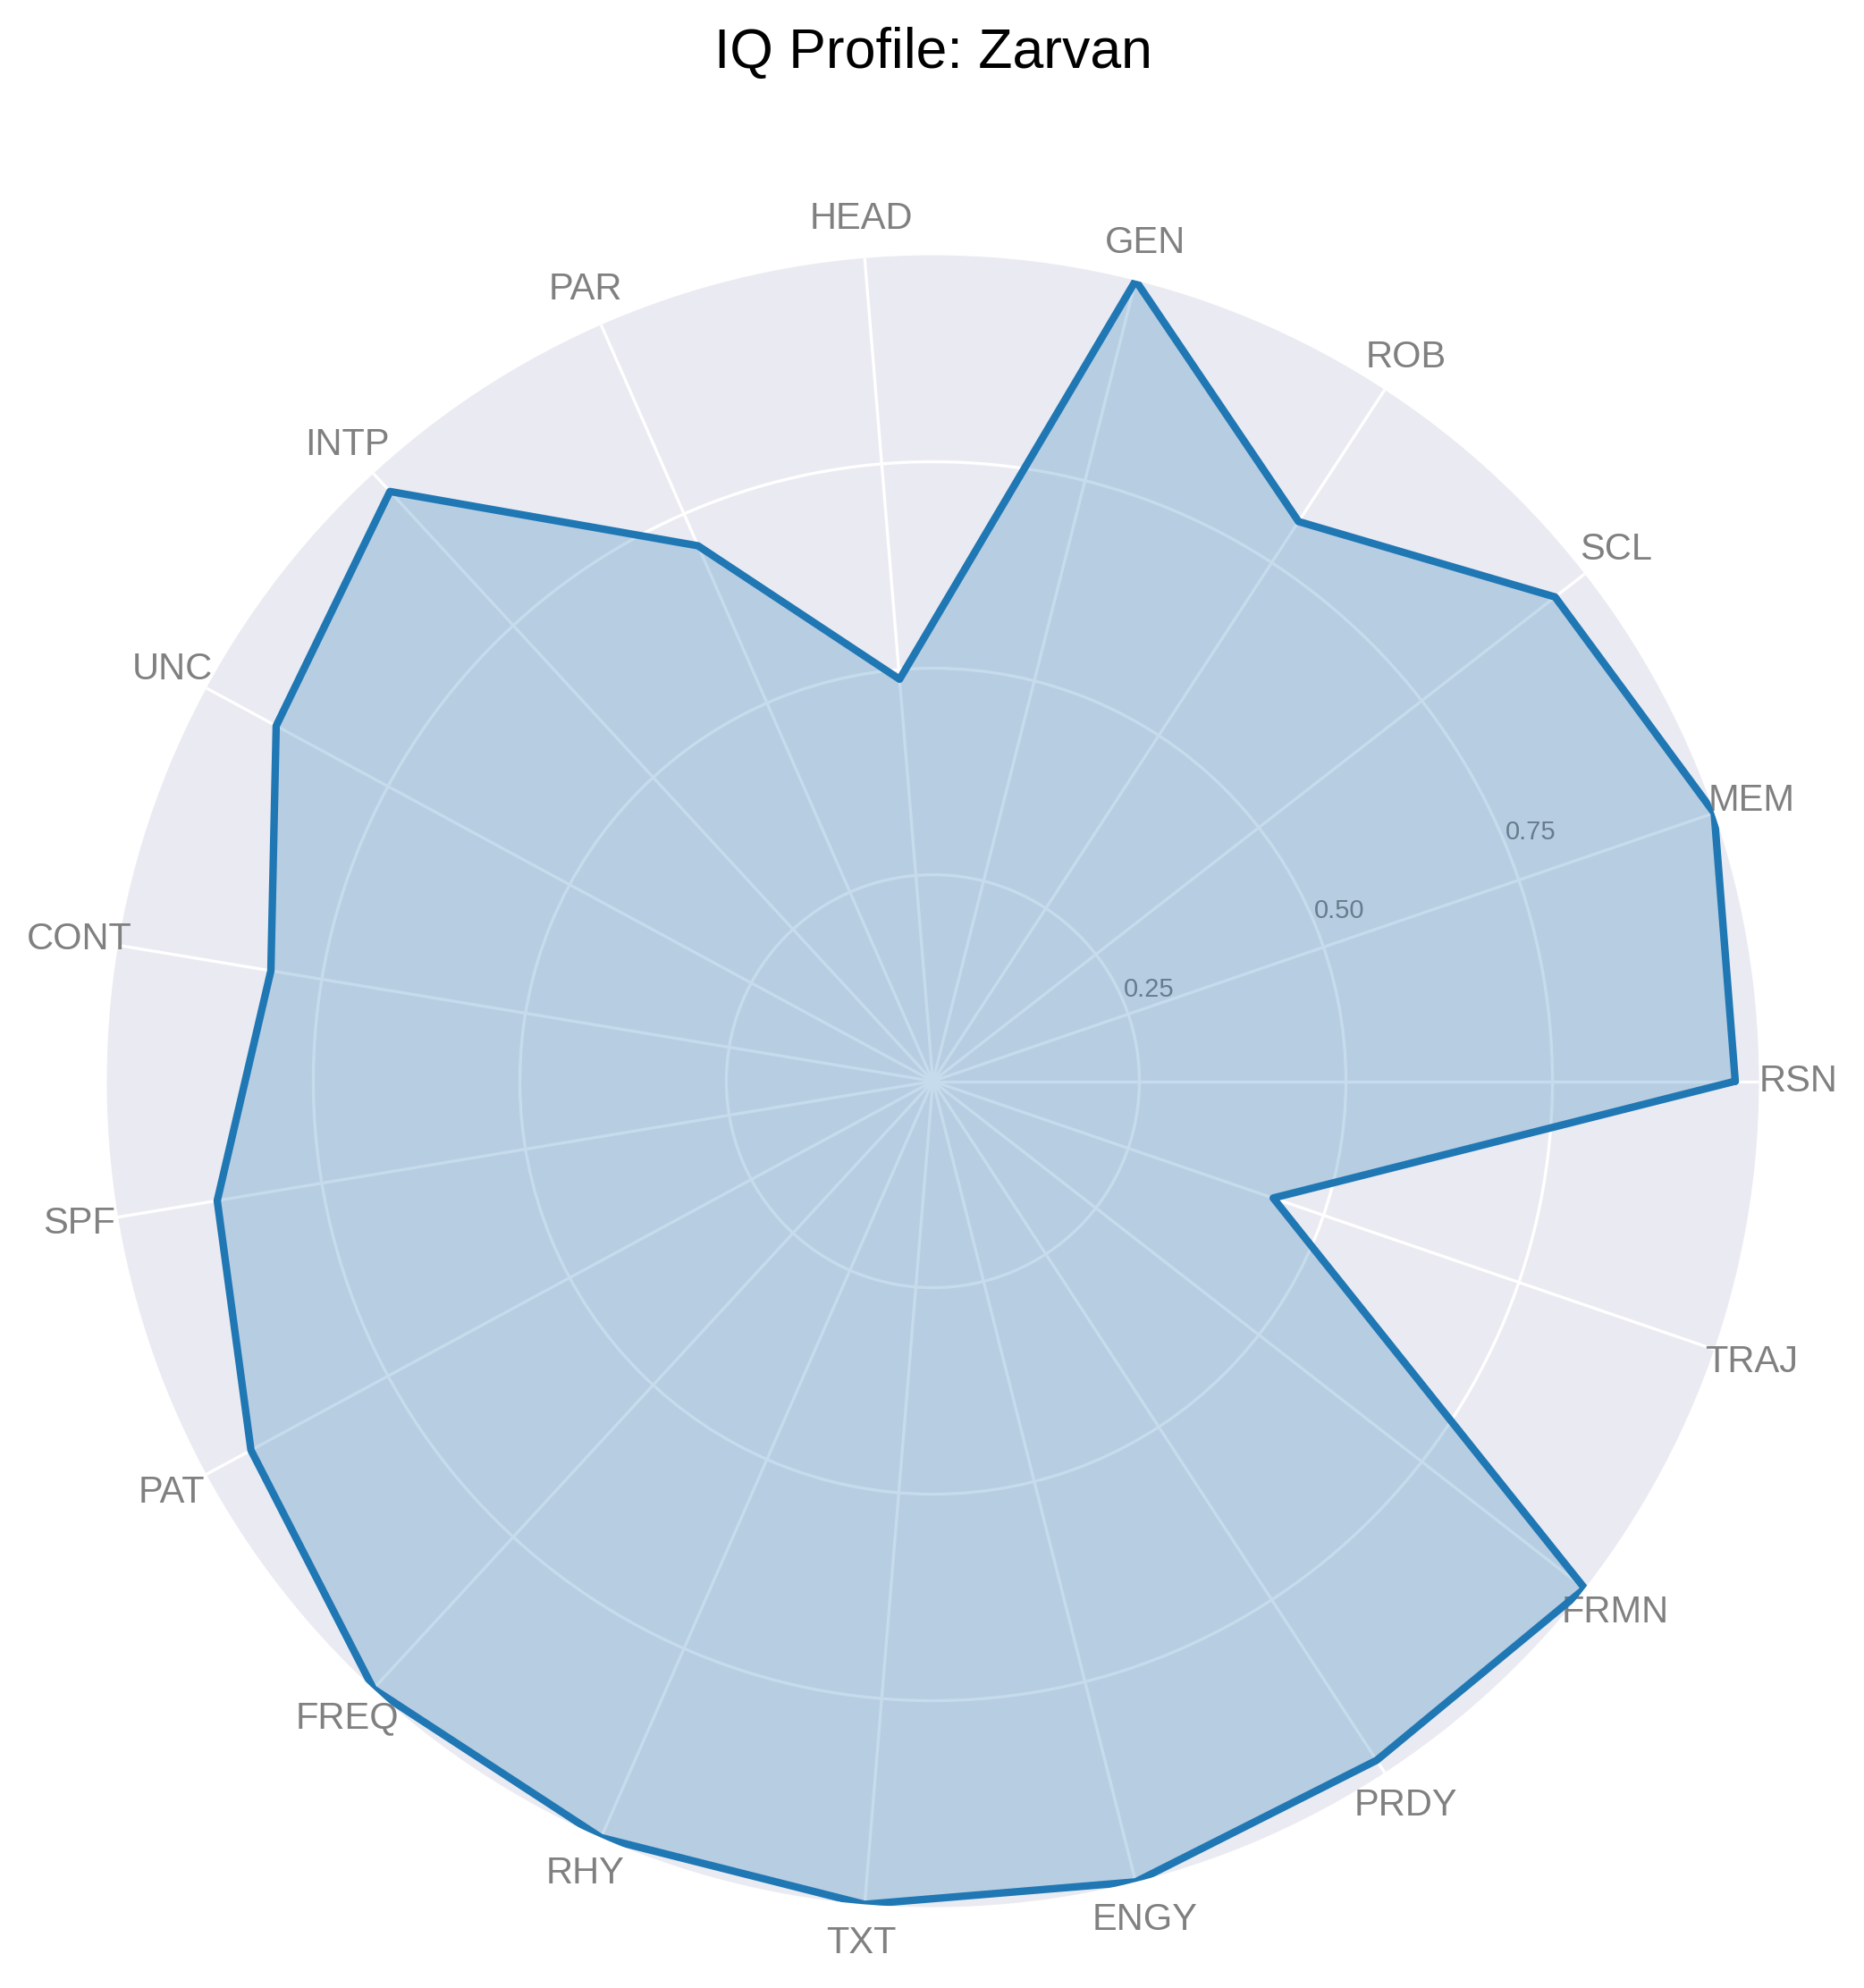 IQ Profile: Zarvan
HEAD
GEN
PAR
ROB
INTP
SCL
UNC
MEM
0.75
0.50
CONT
0.25
RSN
SPF
TRAJ
PAT
FRMN
FREQ
PRDY
RHY
ENGY
TXT